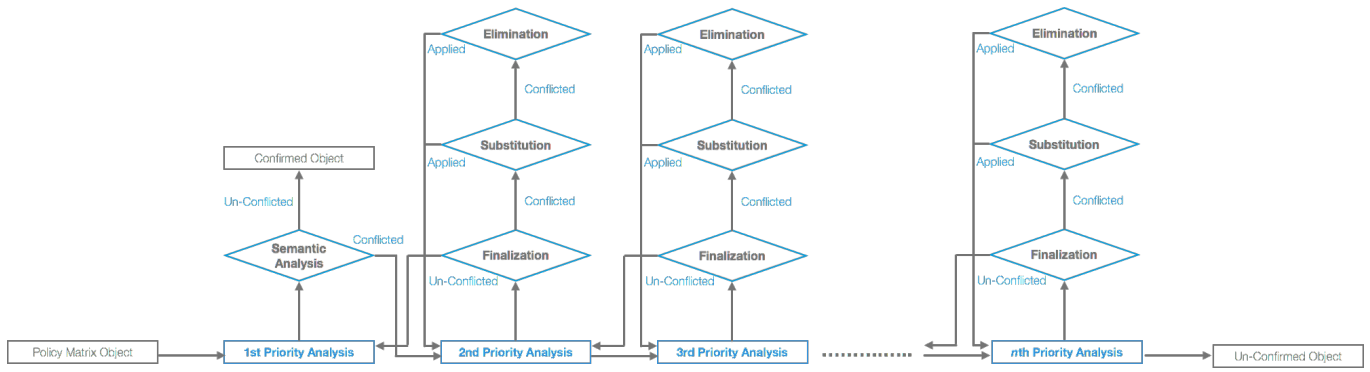 Elimination
Applied
Conflicted
Substitution
Applied
Conflicted
Finalization
Un-Conflicted
Elimination
Applied
Conflicted
Substitution
Applied
Conflicted
Finalization
Un-Conflicted
Elimination
Applied
Conflicted
Substitution
Applied
Conflicted
Finalization
Un-Conflicted
Confirmed Object
Un-Conflicted
Semantic
Analysis
Conflicted
Policy Matrix Object
1st Priority Analysis
2nd Priority Analysis
3rd Priority Analysis
nth Priority Analysis
Un-Confirmed Object